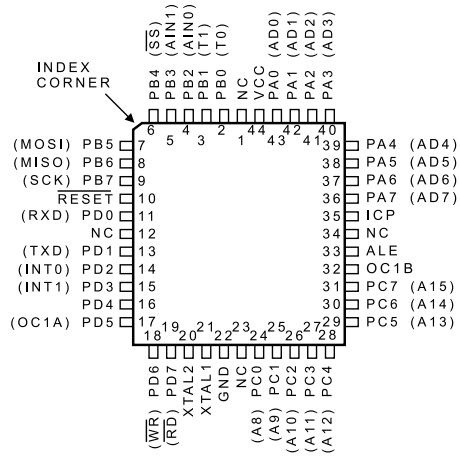 (SS) (AIN1) (AIN0) (T1) (T0) (AD0) (AD1) (AD2) (AD3)
PB4 PB3 PB2 PB1 PB0 NC VCC PA0 PA1 PA2 PA3
INDEX
CORNER
6 5 4 3 2 1 44 43 42 41 40
(MOSI) PB5 7
(MISO) PB6 8
(SCK) PB7 9
RESET 10
(RXD) PD0 11
NC 12
(TXD) PD1 13
(INT0) PD2 14
(INT1) PD3 15
PD4 16
(OC1A) PD5 17
39 PA4 (AD4)
38 PA5 (AD5)
37 PA6 (AD6)
36 PA7 (AD7)
35 ICP
34 NC
33 ALE
32 OC1B
31 PC7 (A15)
30 PC6 (A14)
29 PC5 (A13)
18 19 20 21 22 23 24 25 26 27 28
PD6 PD7 XTAL2 XTAL1 GND NC PC0 PC1 PC2 PC3 PC4
(WR) (RD) (A8) (A9) (A10) (A11) (A12)